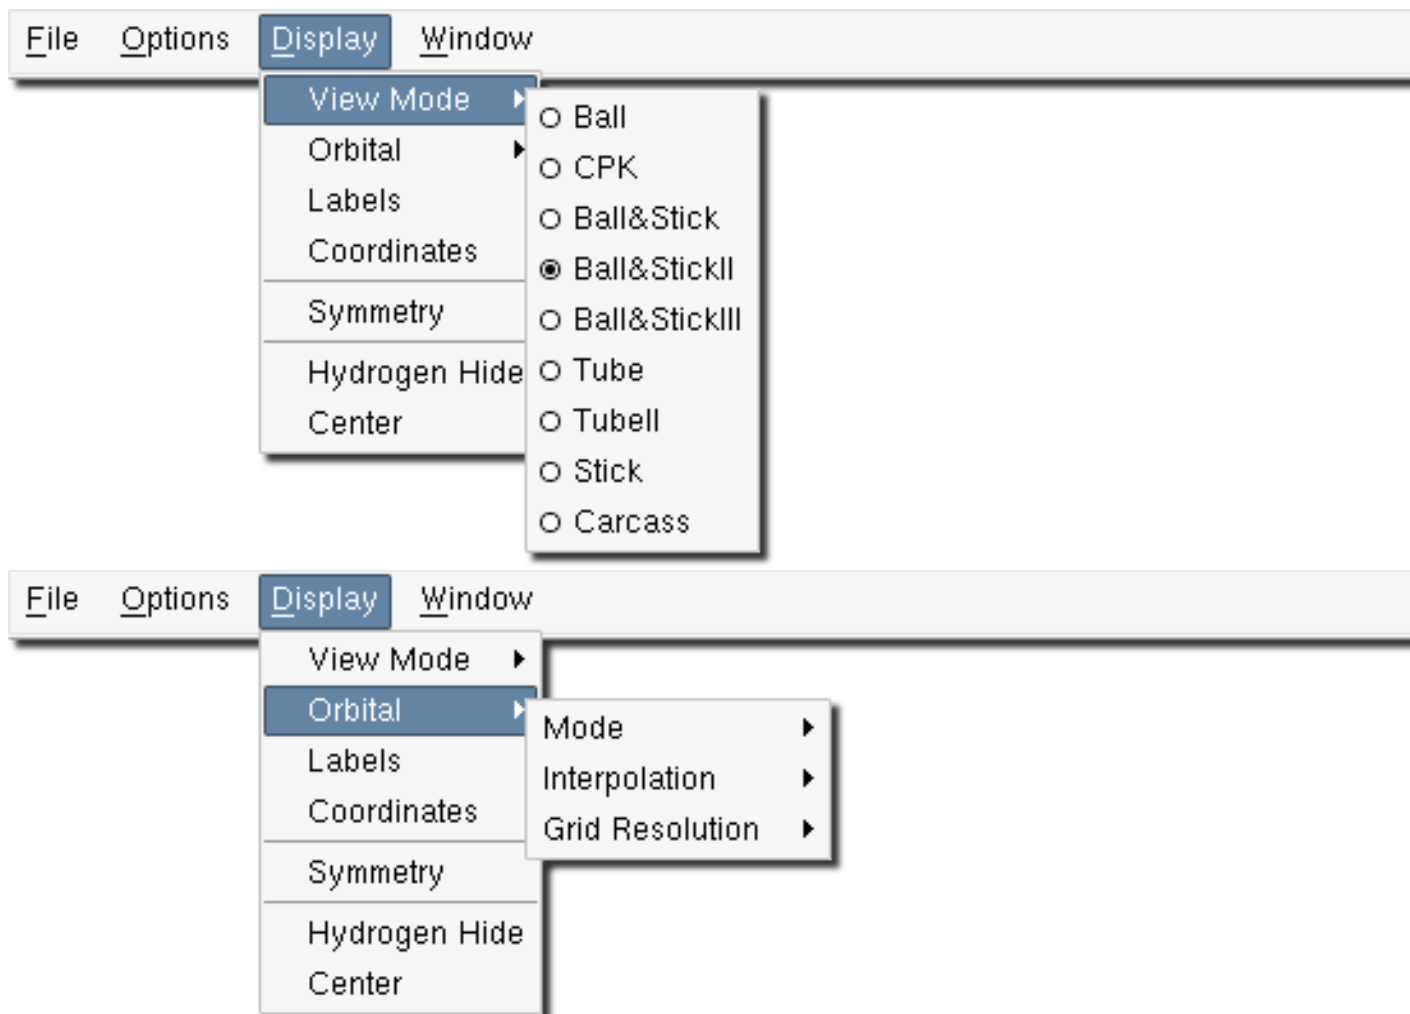 File Options Display Window
View Mode
Orbital
Labels
Coordinates
Symmetry
Hydrogen Hide
Center
Ball
CPK
Ball&Stick
Ball&StickII
Ball&StickIII
Tube
TubeII
Stick
Carcass
File Options Display Window
View Mode
Orbital
Labels
Coordinates
Symmetry
Hydrogen Hide
Center
Mode
Interpolation
Grid Resolution